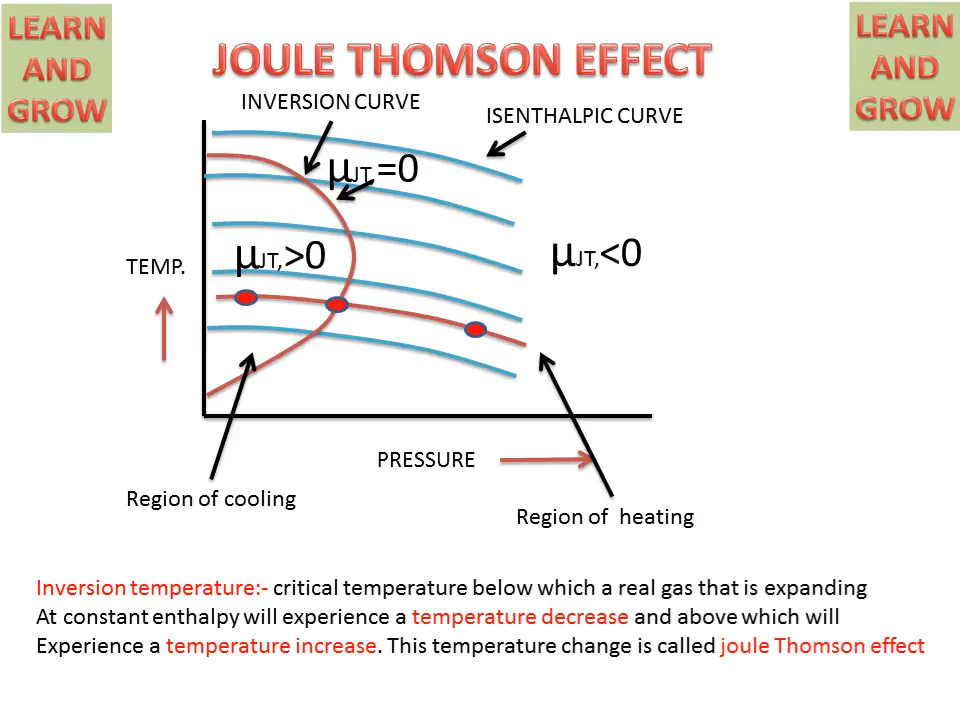 LEARN
AND
GROW
JOULE THOMSON EFFECT
LEARN
AND
GROW
INVERSION CURVE
ISENTHALPIC CURVE
μJT,=0
μJT,>0
μJT,<0
TEMP.
PRESSURE
Region of cooling
Region of heating
Inversion temperature:- critical temperature below which a real gas that is expanding
At constant enthalpy will experience a temperature decrease and above which will
Experience a temperature increase. This temperature change is called joule Thomson effect